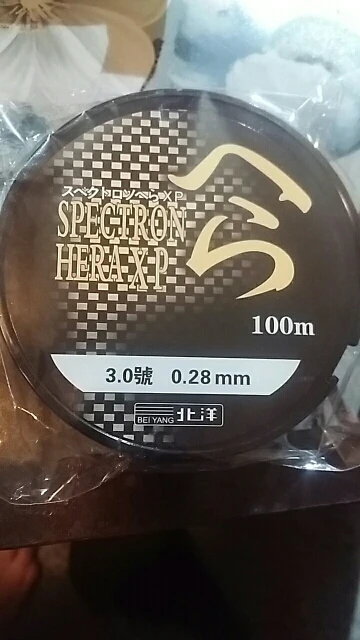 へら
スペクトロンへらXP
SPECTRON
HERA XP
100m
3.0號 0.28mm
BEI YANG 北洋